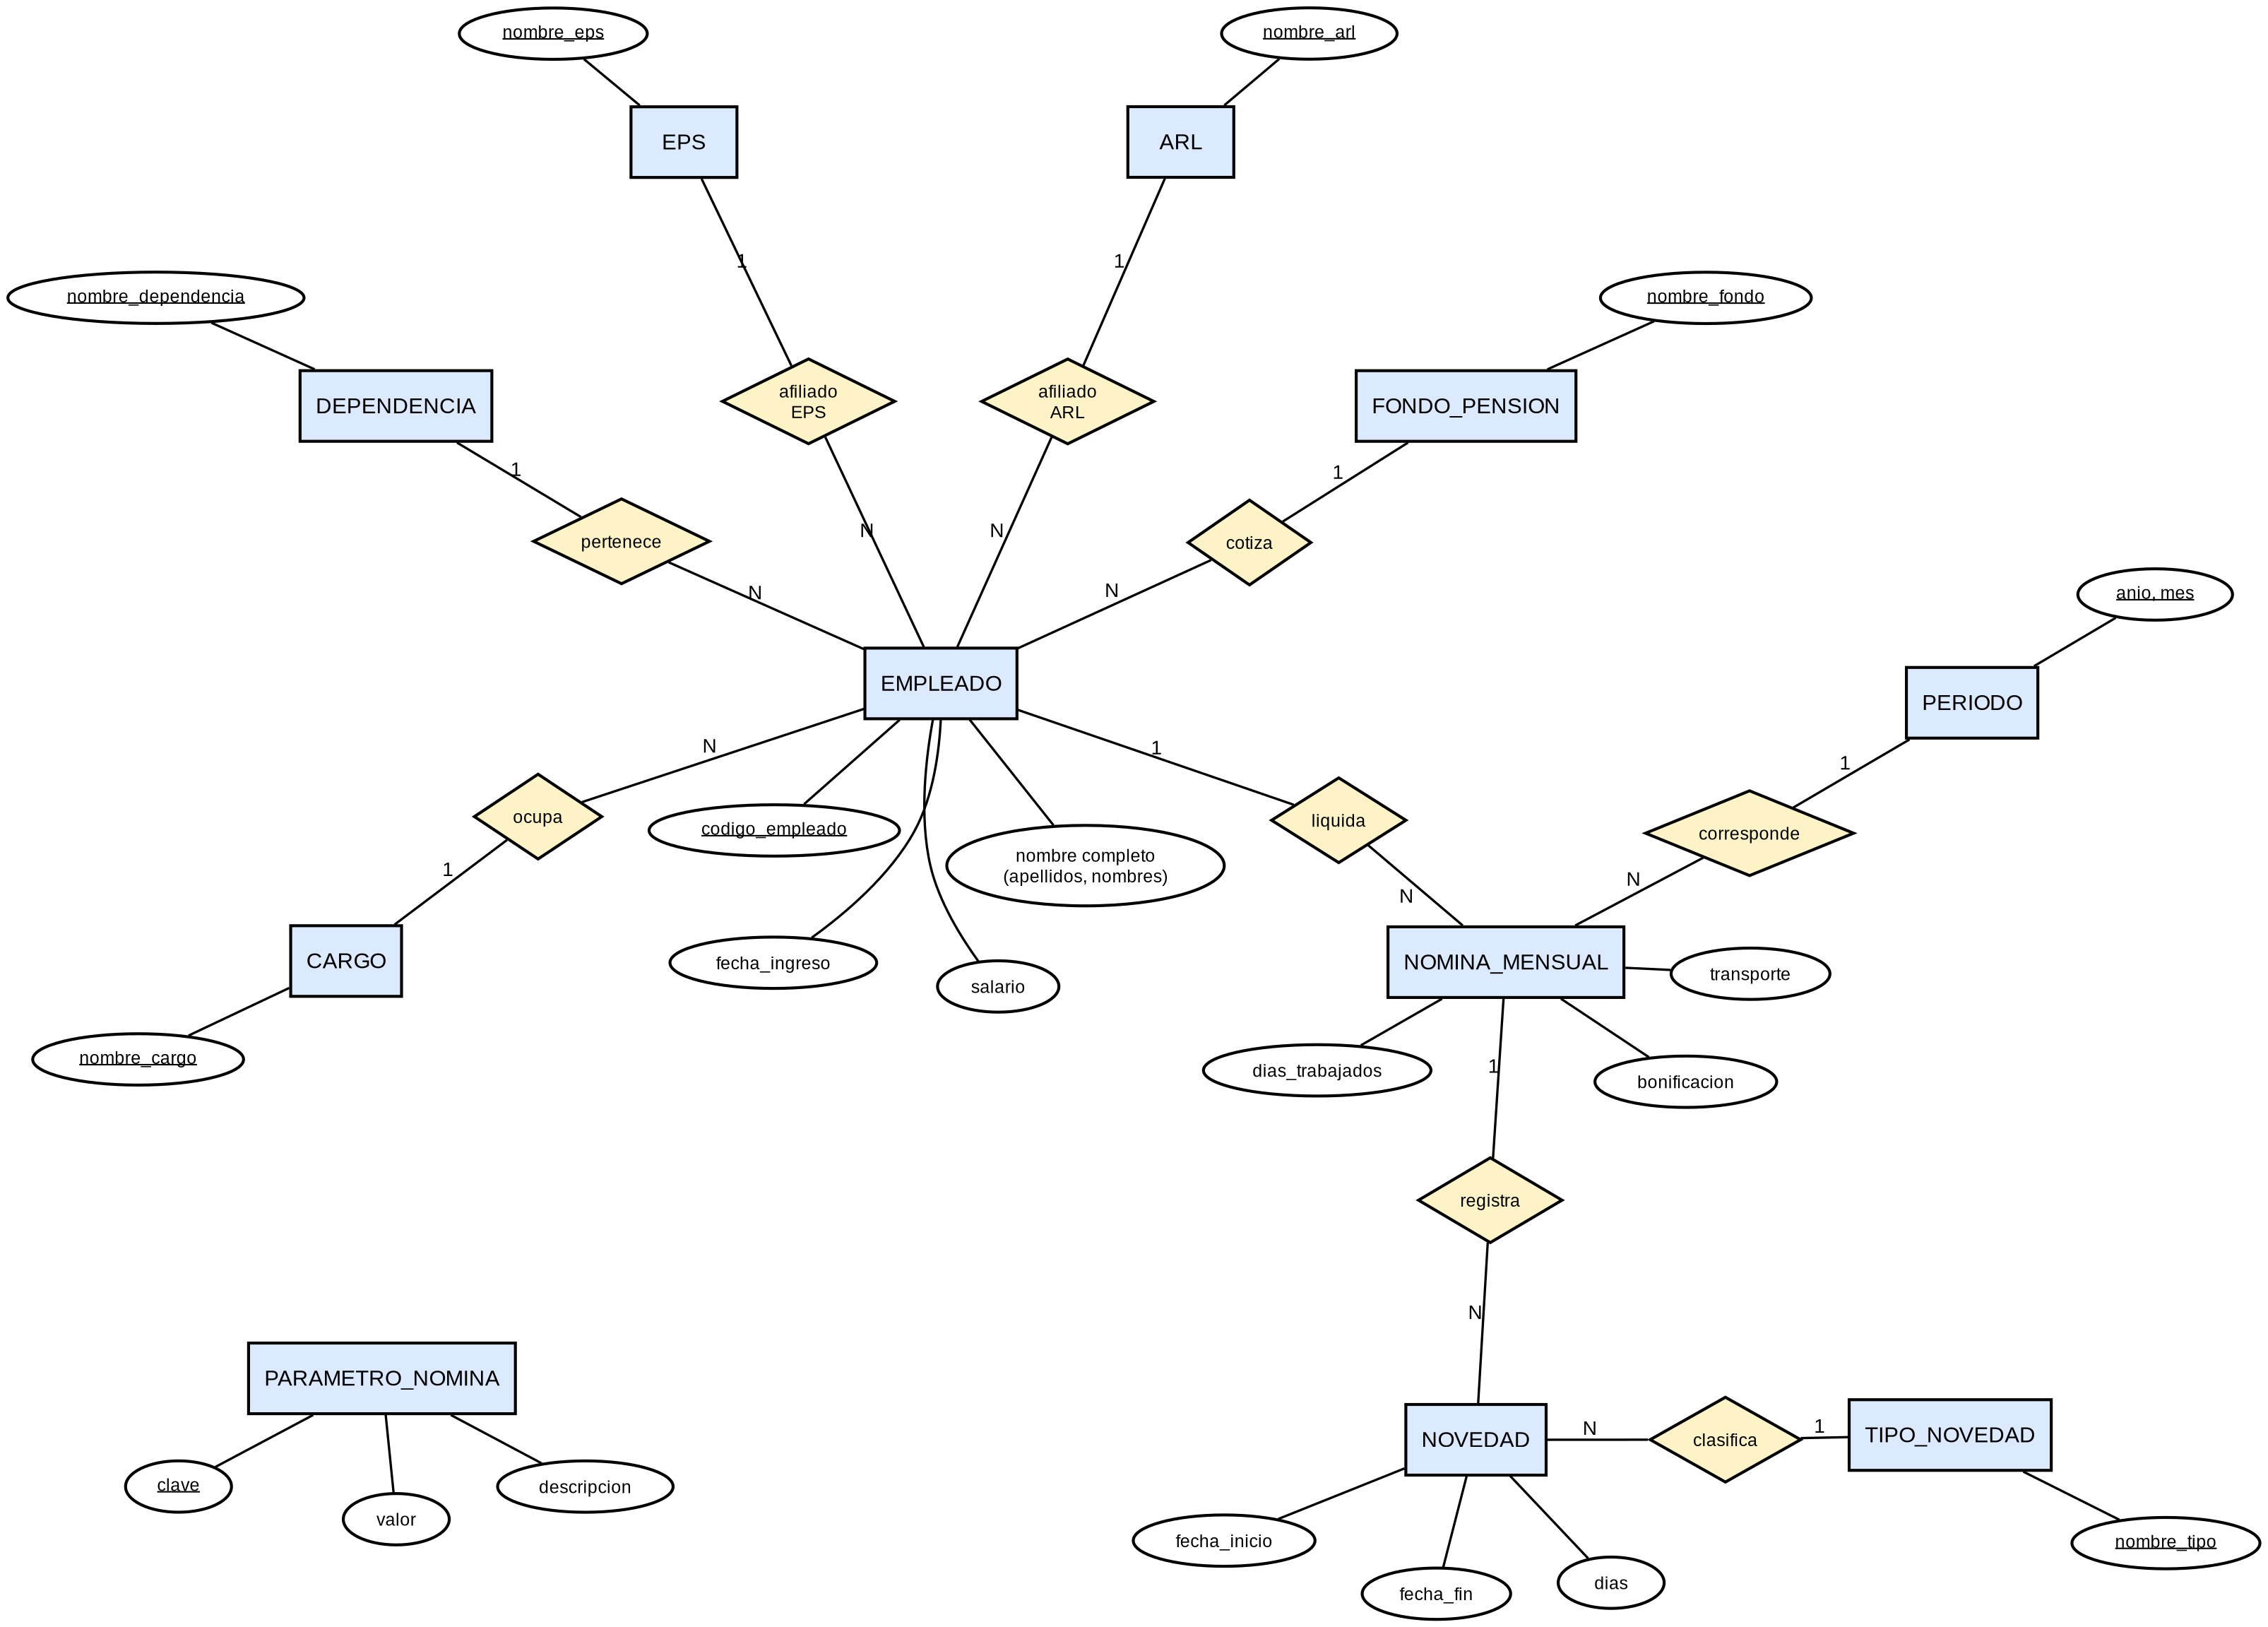 nombre_eps
nombre_arl
EPS
ARL
1
1
nombre_dependencia
nombre_fondo
DEPENDENCIA
afiliado
EPS
afiliado
ARL
FONDO_PENSION
1
1
pertenece
N
N
cotiza
N
N
anio, mes
EMPLEADO
PERIODO
N
1
1
ocupa
codigo_empleado
nombre completo
(apellidos, nombres)
liquida
corresponde
1
N
N
CARGO
fecha_ingreso
salario
NOMINA_MENSUAL
transporte
nombre_cargo
dias_trabajados
1
bonificacion
registra
N
PARAMETRO_NOMINA
NOVEDAD
N
clasifica
1
TIPO_NOVEDAD
clave
valor
descripcion
fecha_inicio
fecha_fin
dias
nombre_tipo